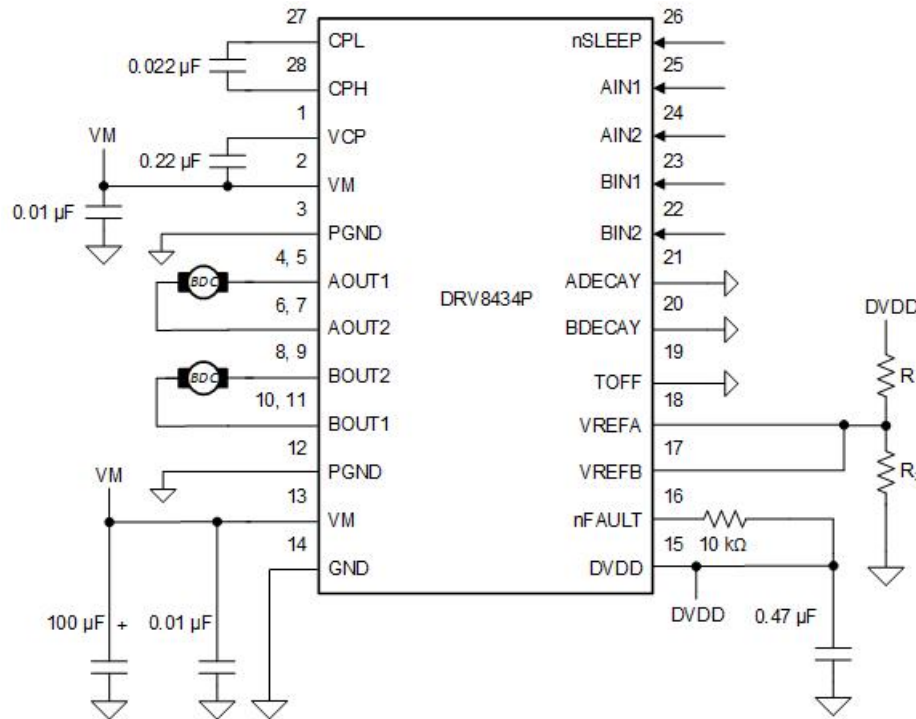 27
26
CPL
nSLEEP
0.022 µF
28
25
CPH
AIN1
1
24
VM
VCP
AIN2
0.22 µF
2
23
VM
BIN1
0.01 µF
3
22
PGND
BIN2
4, 5
21
BDC
AOUT1
ADECAY
6, 7
DRV8434P
20
DVDD
AOUT2
BDECAY
8, 9
19
BDC
BOUT2
TOFF
R
10, 11
18
BOUT1
VREFA
12
17
VM
PGND
VREFB
R
13
16
VM
nFAULT
14
15
10 kΩ
GND
DVDD
100 µF +
0.01 µF
DVDD
0.47 µF